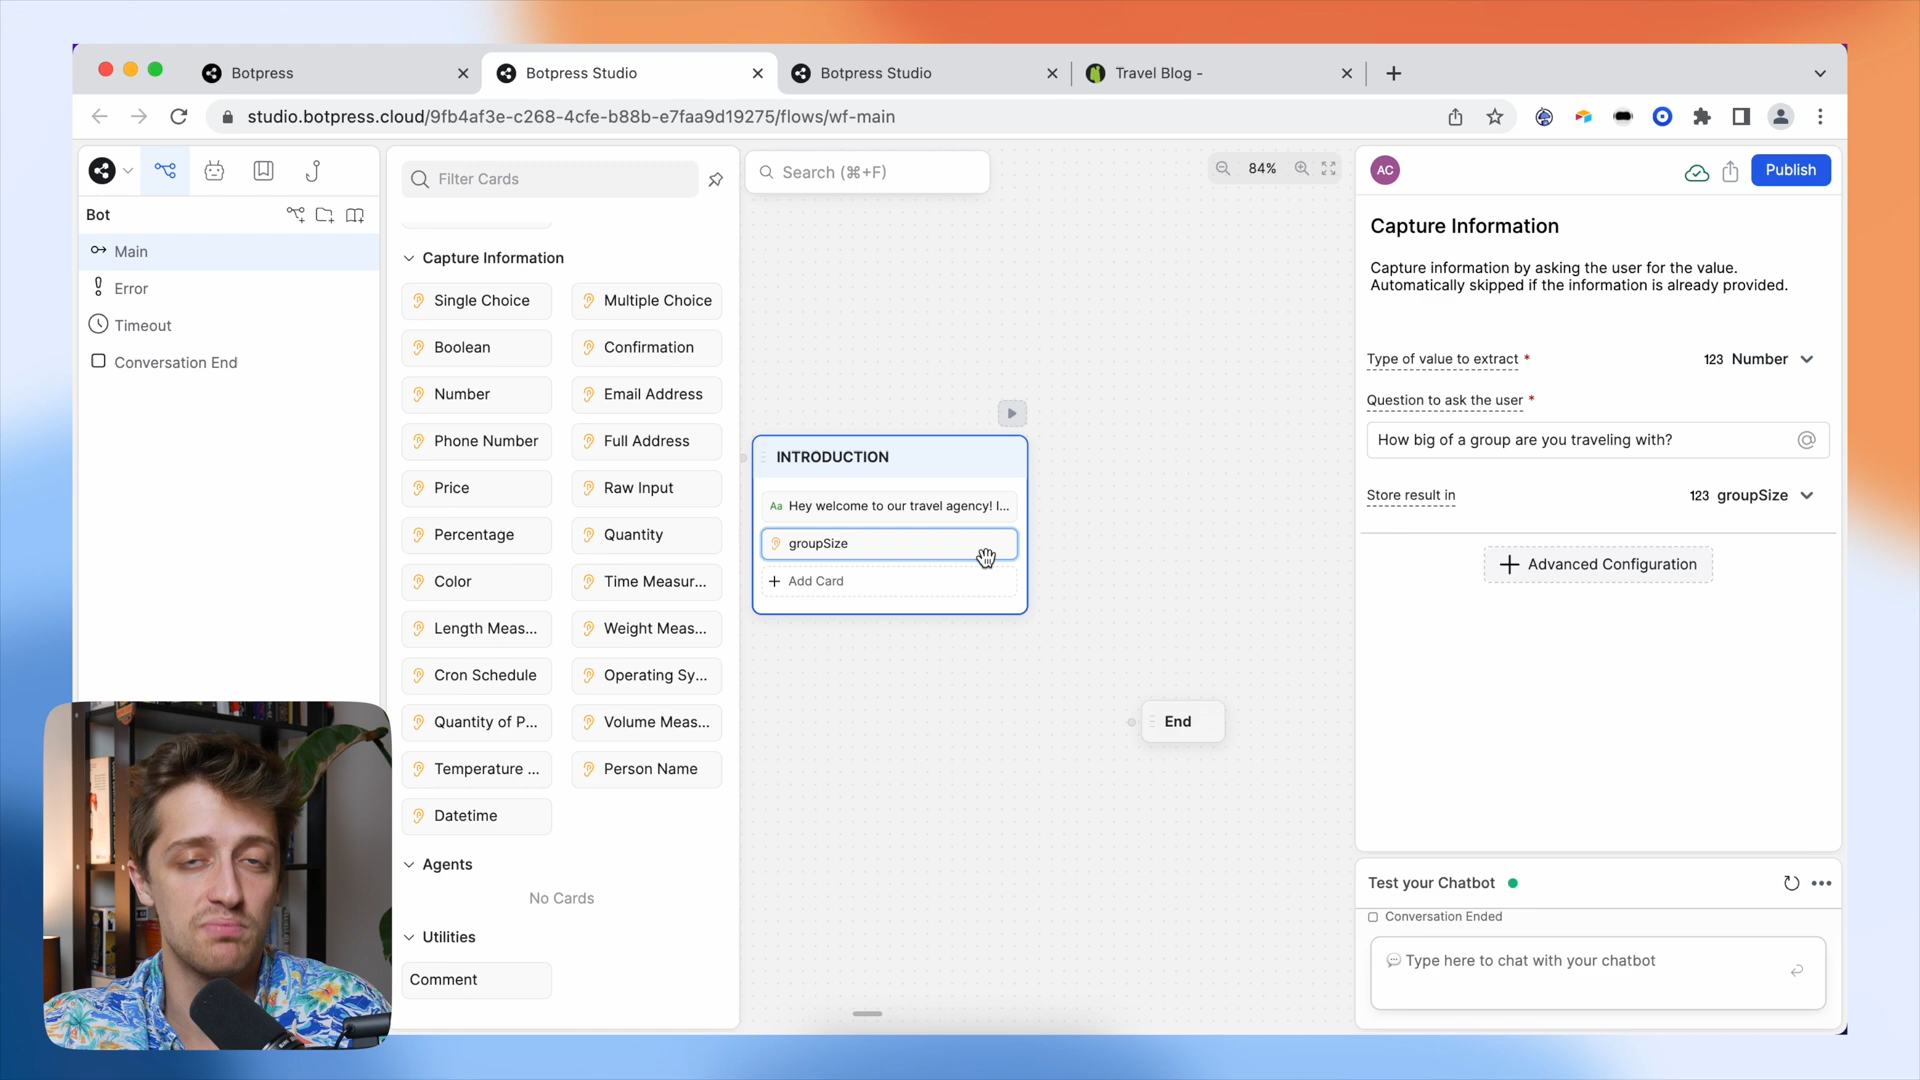 Botpress
Botpress Studio
Botpress Studio
Travel Blog -
studio.botpress.cloud/9fb4af3e-c268-4cfe-b88b-e7faa9d19275/flows/wf-main
Bot
Main
Error
Timeout
Conversation End
Filter Cards
Capture Information
Single Choice
Multiple Choice
Boolean
Confirmation
Number
Email Address
Phone Number
Full Address
Price
Raw Input
Percentage
Quantity
Color
Time Measur...
Length Meas...
Weight Meas...
Cron Schedule
Operating Sy...
Quantity of P...
Volume Meas...
Temperature ...
Person Name
Datetime
Agents
No Cards
Utilities
Comment
Search (⌘+F)
84%
INTRODUCTION
Aa Hey welcome to our travel agency! I...
groupSize
+ Add Card
End
AC
Publish
Capture Information
Capture information by asking the user for the value.
Automatically skipped if the information is already provided.
Type of value to extract *
123 Number
Question to ask the user *
How big of a group are you traveling with? @
Store result in
123 groupSize
+ Advanced Configuration
Test your Chatbot
Conversation Ended
Type here to chat with your chatbot